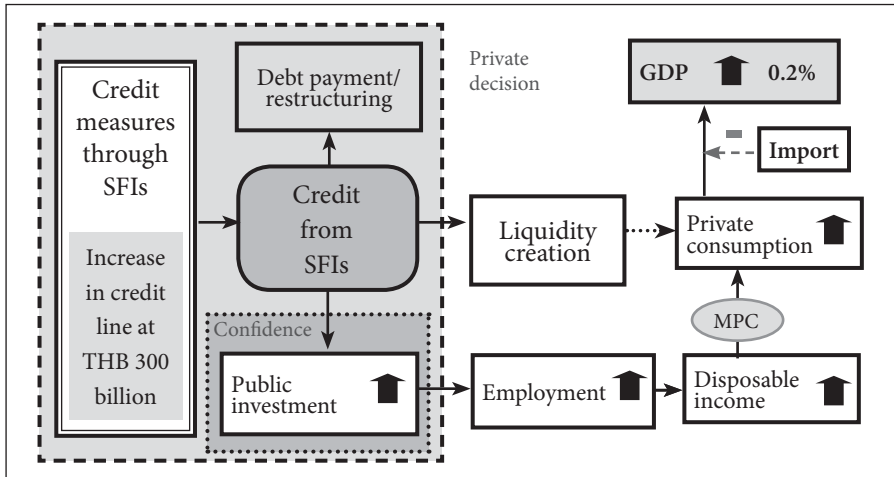 Credit
measures
through
SFIs
Increase
in credit
line at
THB 300
billion
Debt payment/
restructuring
Credit
from
SFIs
Confidence
Public
investment
Private
decision
Liquidity
creation
Employment
GDP 0.2%
Import
Private
consumption
MPC
Disposable
income